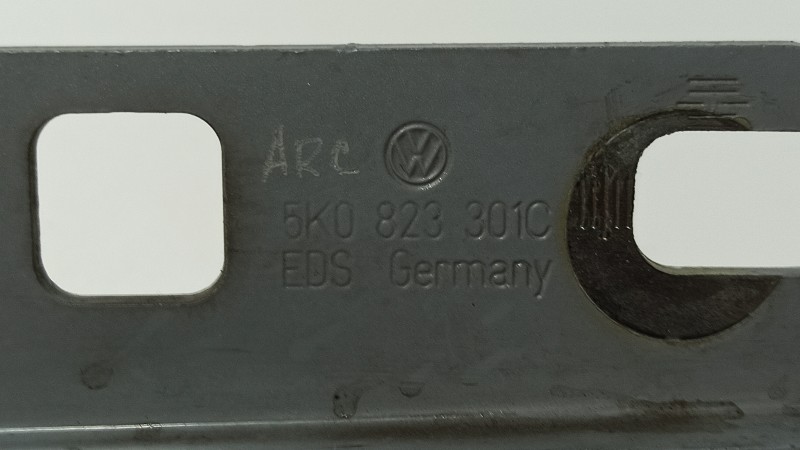 ARC
5K0 823 301C
EDS Germany